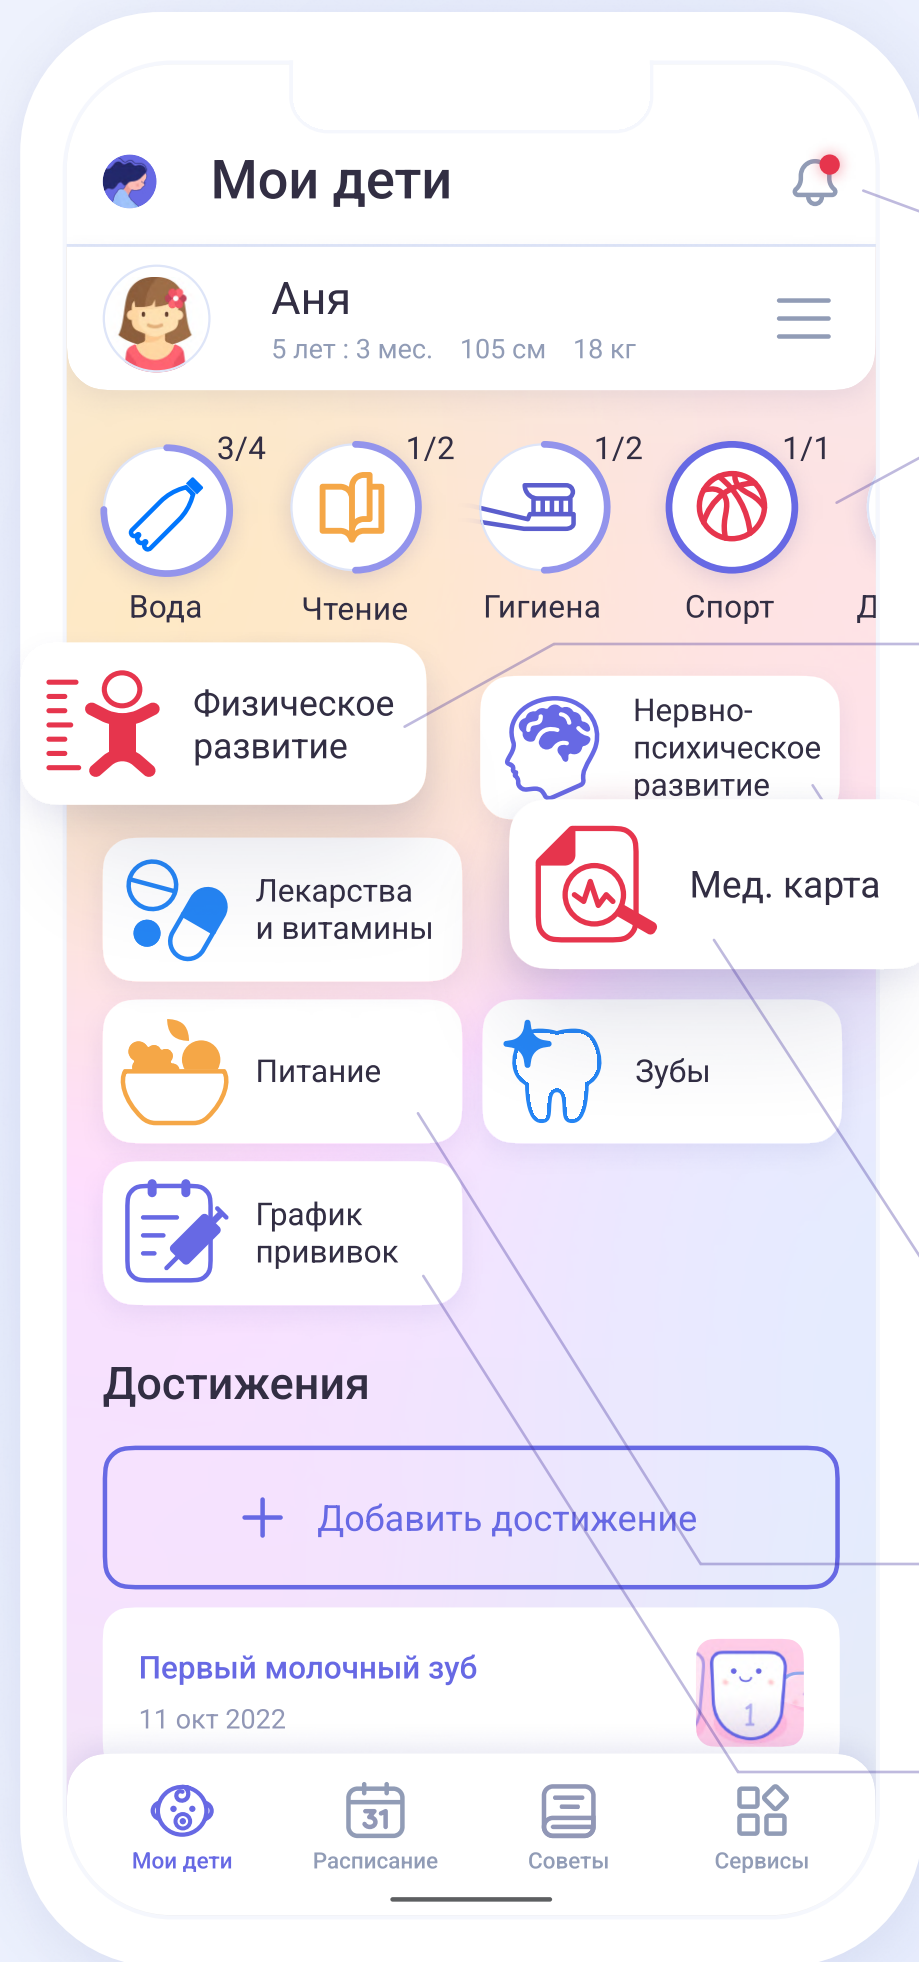 Мои дети
Аня
5 лет : 3 мес. 105 см 18 кг
3/4 1/2 1/2 1/1
Вода Чтение Гигиена Спорт Д
Физическое
развитие
Нервно-
психическое
развитие
Лекарства
и витамины
Мед. карта
Питание
Зубы
График
прививок
Достижения
Добавить достижение
Первый молочный зуб
11 окт 2022
1
31
Мои дети Расписание Советы Сервисы